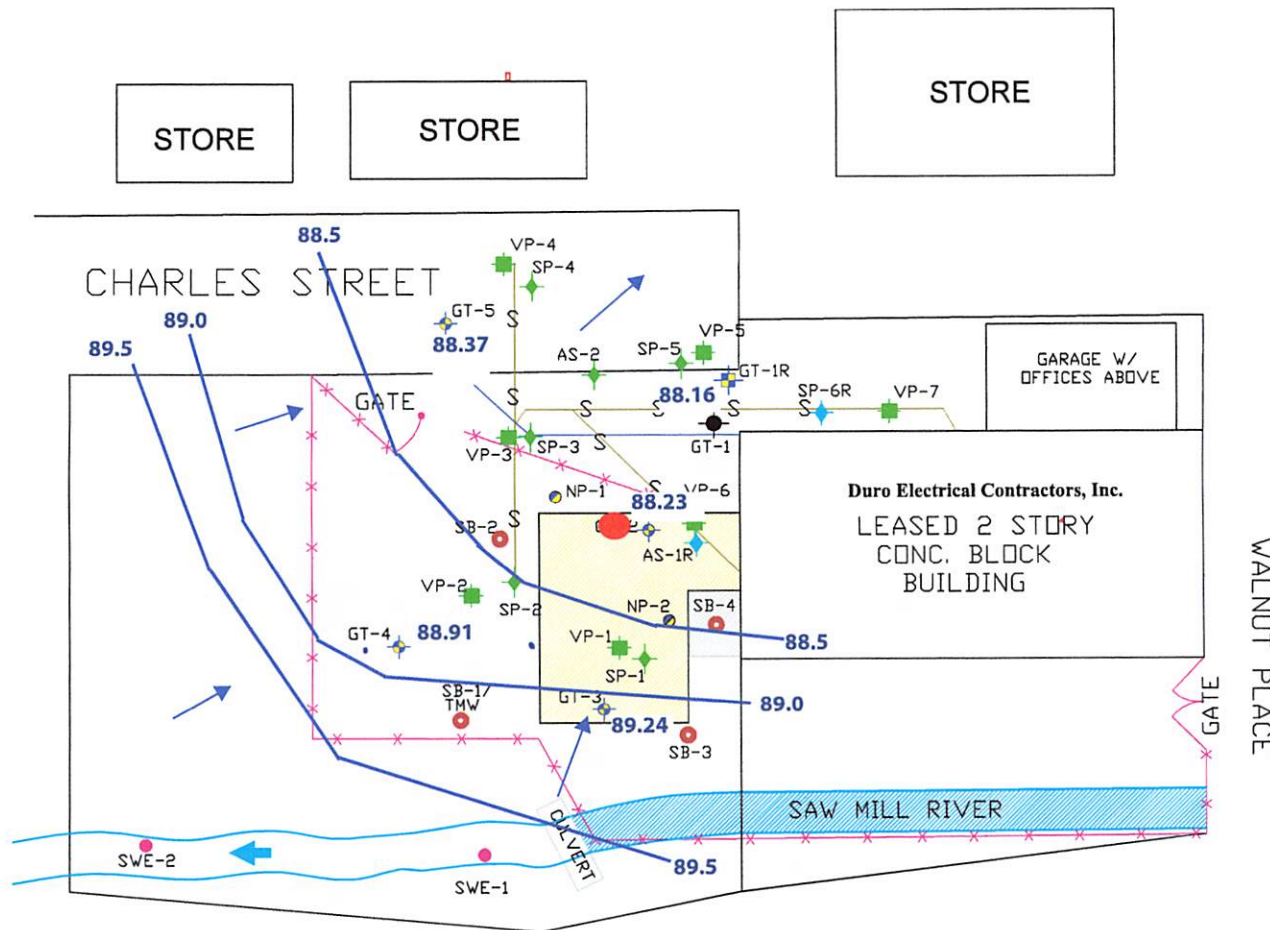 STORE
STORE
STORE
88.5
VP-4
SP-4
CHARLES STREET
89.0
GT-5
S
89.5
88.37
VP-5
SP-5
AS-2
GT-1R
GARAGE W/
OFFICES ABOVE
88.16
SP-6R
VP-7
GATE
S
S
S
S
VP-3
SP-3
S
GT-1
NP-1
S
VP-6
88.23
Duro Electrical Contractors, Inc.
LEASED 2 STORY
CONC. BLOCK
BUILDING
SB-2
S
AS-1R
VP-2
SP-2
NP-2
SB-4
GT-4
88.91
VP-1
88.5
SP-1
SB-1/
TMW
GT-3
89.0
89.24
SB-3
GATE
WALNUT PLACE
CULVERT
SAW MILL RIVER
SWE-2
SWE-1
89.5